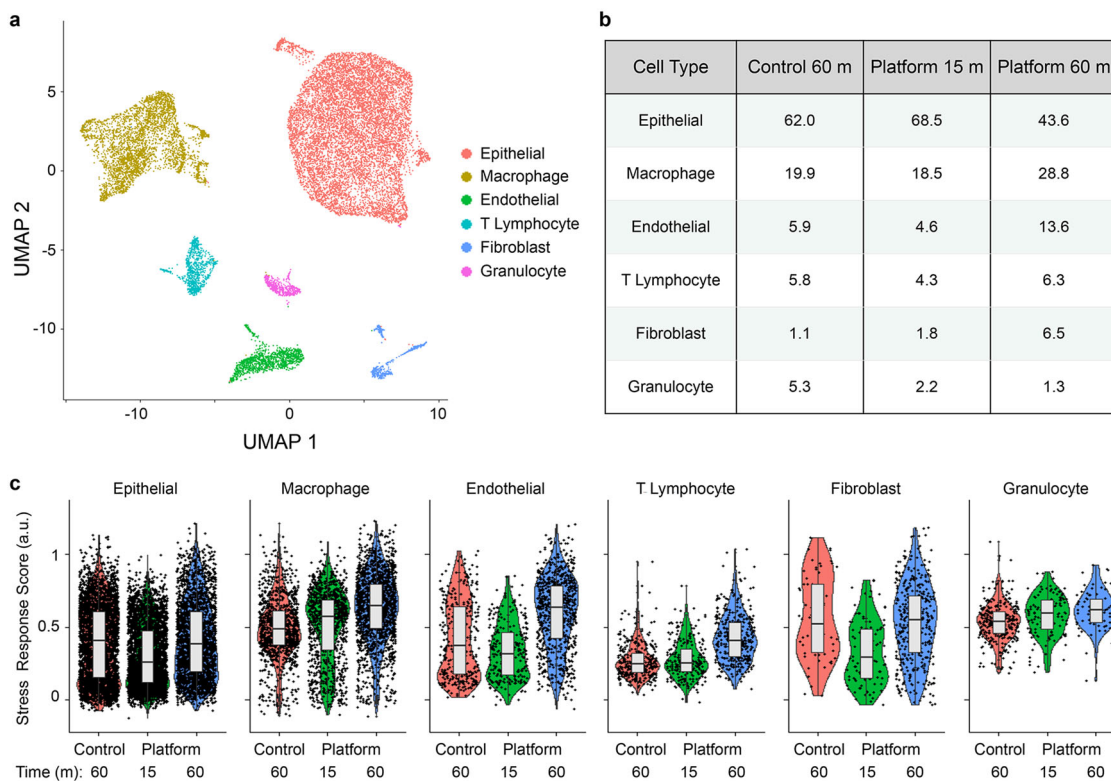 a
5
0
-5
-10
UMAP 2
-10
0
10
UMAP 1
Epithelial
Macrophage
Endothelial
T Lymphocyte
Fibroblast
Granulocyte
b
Cell Type Control 60 m Platform 15 m Platform 60 m
Epithelial 62.0 68.5 43.6
Macrophage 19.9 18.5 28.8
Endothelial 5.9 4.6 13.6
T Lymphocyte 5.8 4.3 6.3
Fibroblast 1.1 1.8 6.5
Granulocyte 5.3 2.2 1.3
c
Epithelial Macrophage Endothelial T Lymphocyte Fibroblast Granulocyte
Stress Response Score (a.u.)
1
0.5
0
Control Platform Control Platform Control Platform Control Platform Control Platform Control Platform
Time (m): 60 15 60 60 15 60 60 15 60 60 15 60 60 15 60 60 15 60